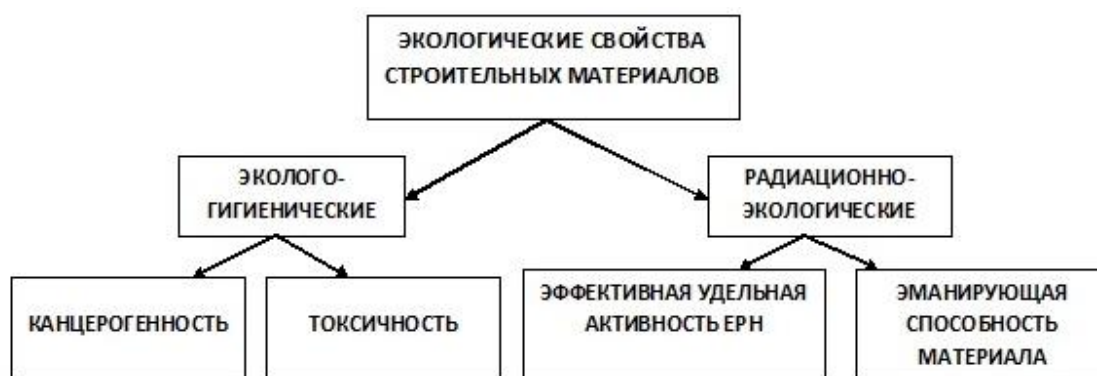 ЭКОЛОГИЧЕСКИЕ СВОЙСТВА
СТРОИТЕЛЬНЫХ МАТЕРИАЛОВ
ЭКОЛОГО-
ГИГИЕНИЧЕСКИЕ
РАДИАЦИОННО-
ЭКОЛОГИЧЕСКИЕ
КАНЦЕРОГЕННОСТЬ
ТОКСИЧНОСТЬ
ЭФФЕКТИВНАЯ УДЕЛЬНАЯ
АКТИВНОСТЬ ЕРН
ЭМАНИРУЮЩАЯ
СПОСОБНОСТЬ
МАТЕРИАЛА